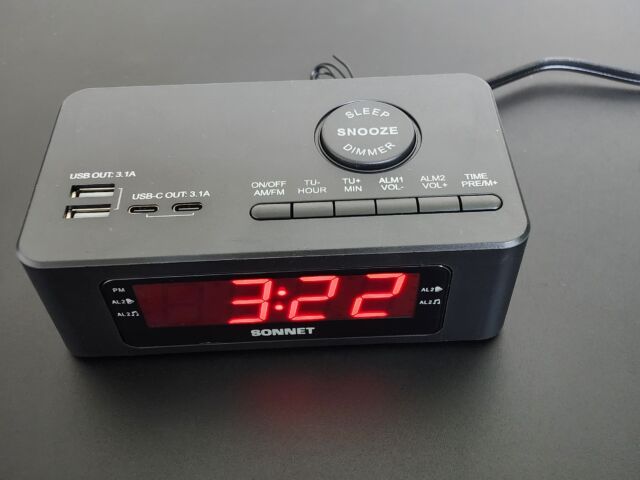 SLEEP
SNOOZE
DIMMER
USB OUT: 3.1A
USB-C OUT: 3.1A
ON/OFF
AM/FM
TU-
HOUR
TU+
MIN
ALM1
VOL-
ALM2
VOL+
TIME
PRE/M+
PM
AL2
AL2
3:22
AL2
AL2
SONNET